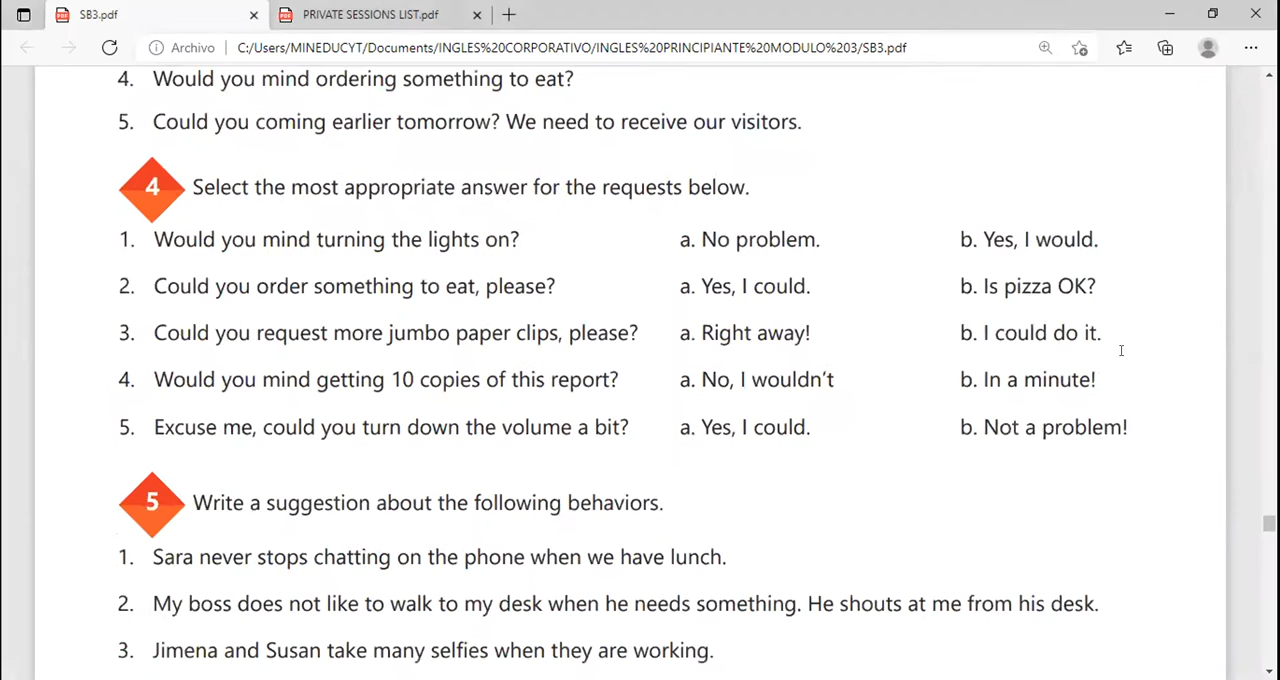 SB3.pdf
PRIVATE SESSIONS LIST.pdf
Archivo C:/Users/MINEDUCYT/Documents/INGLES%20CORPORATIVO/INGLES%20PRINCIPIANTE%20MODULO%203/SB3.pdf
4. Would you mind ordering something to eat?
5. Could you coming earlier tomorrow? We need to receive our visitors.
4 Select the most appropriate answer for the requests below.
1. Would you mind turning the lights on? a. No problem. b. Yes, I would.
2. Could you order something to eat, please? a. Yes, I could. b. Is pizza OK?
3. Could you request more jumbo paper clips, please? a. Right away! b. I could do it.
4. Would you mind getting 10 copies of this report? a. No, I wouldn't b. In a minute!
5. Excuse me, could you turn down the volume a bit? a. Yes, I could. b. Not a problem!
5 Write a suggestion about the following behaviors.
1. Sara never stops chatting on the phone when we have lunch.
2. My boss does not like to walk to my desk when he needs something. He shouts at me from his desk.
3. Jimena and Susan take many selfies when they are working.